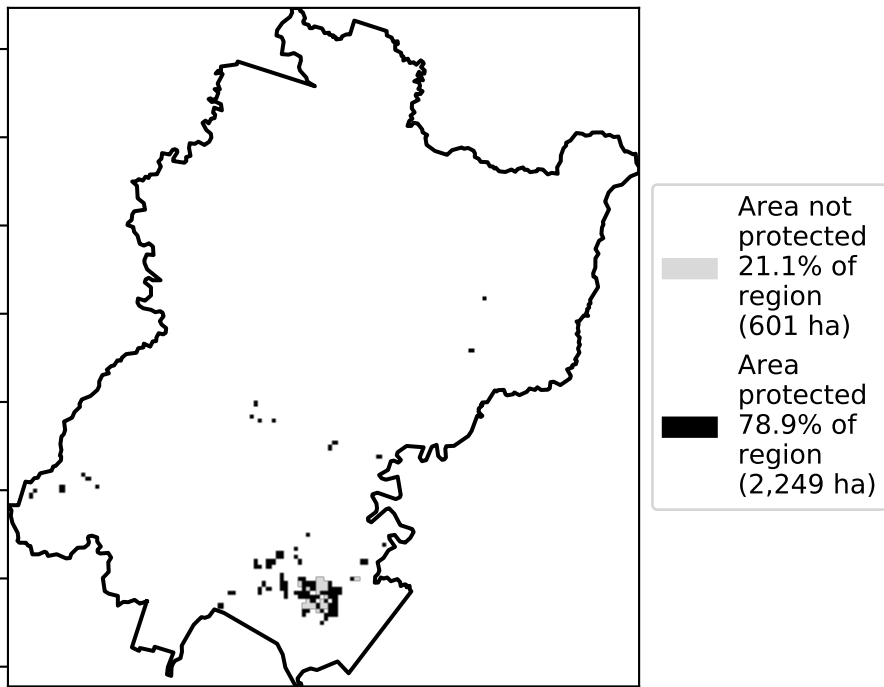 Area not
protected
21.1% of
region
(601 ha)
Area
protected
78.9% of
region
(2,249 ha)